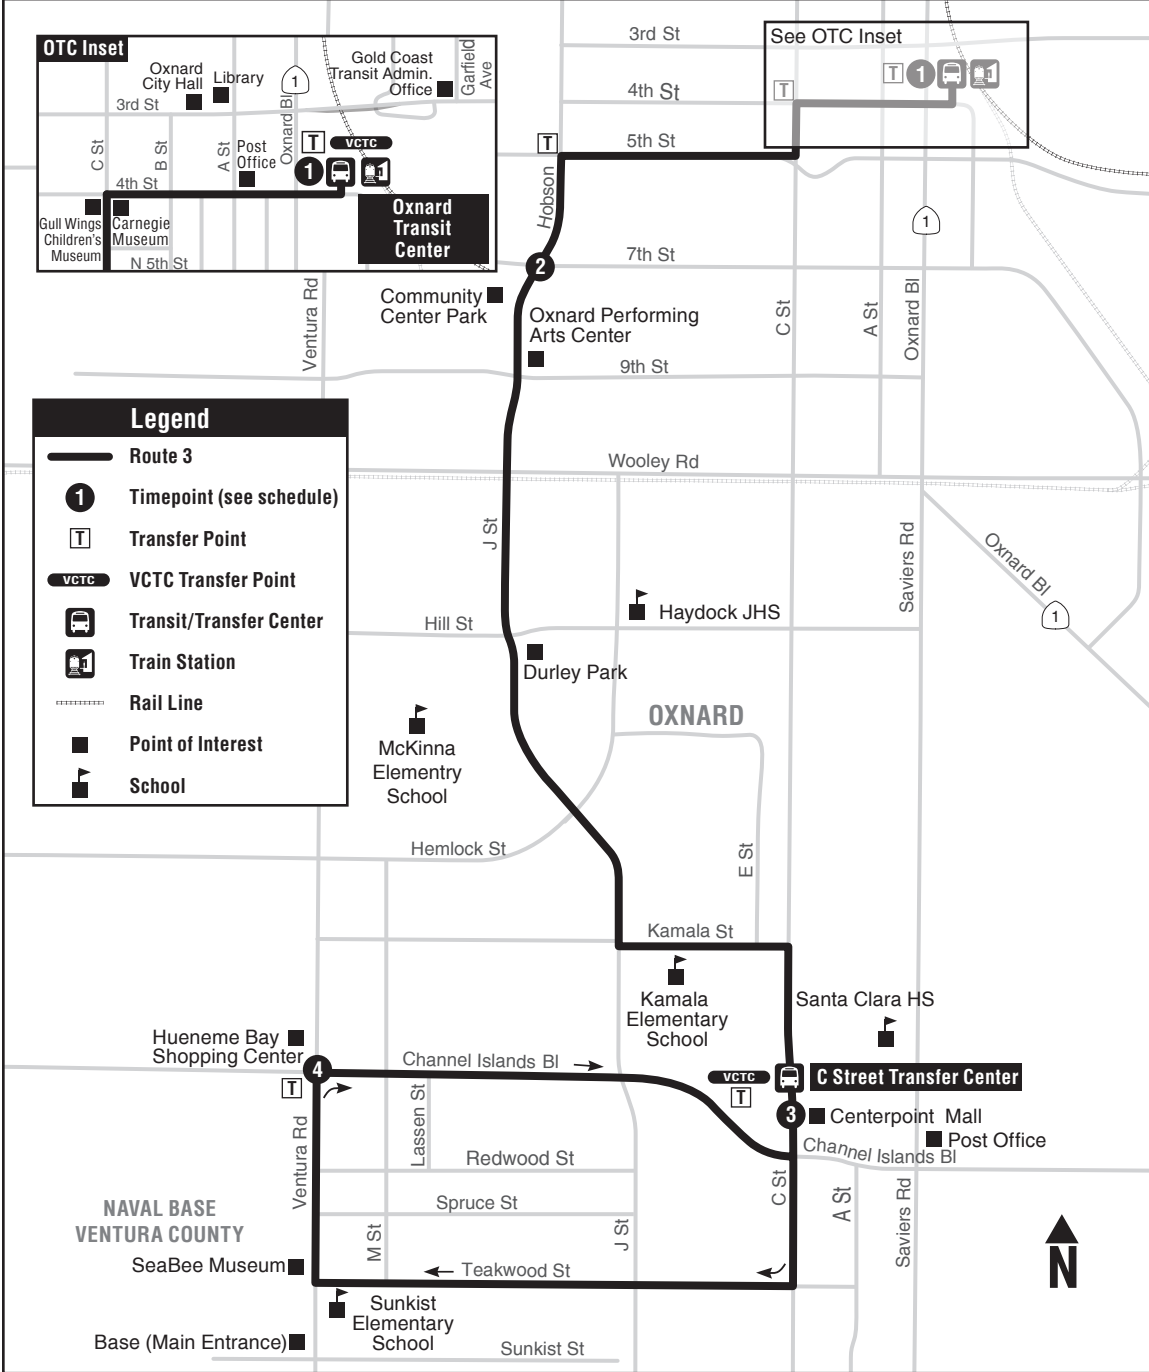 OTC Inset
Oxnard
City Hall
Library
1
Gold Coast
Transit Admin.
Office
Garfield
Ave
3rd St
C St
B St
A St
Oxnard Bl
Post
Office
T
VCTC
1
4th St
Gull Wings
Children's
Museum
Carnegie
Museum
N 5th St
Oxnard
Transit
Center
3rd St
See OTC Inset
T
1
T
4th St
T
5th St
Hobson
1
2
7th St
Ventura Rd
Community
Center Park
Oxnard Performing
Arts Center
C St
A St
Oxnard Bl
9th St
Legend
Route 3
1
Timepoint (see schedule)
T
Transfer Point
VCTC
VCTC Transfer Point
Transit/Transfer Center
Train Station
Rail Line
Point of Interest
School
Wooley Rd
J St
Saviers Rd
Oxnard Bl
1
Haydock JHS
Hill St
Durley Park
OXNARD
McKinna
Elementry
School
Hemlock St
E St
Kamala St
Kamala
Elementary
School
Santa Clara HS
Hueneme Bay
Shopping Center
4
T
Channel Islands Bl
VCTC
T
C Street Transfer Center
3
Centerpoint Mall
Post Office
Channel Islands Bl
Ventura Rd
Lassen St
Redwood St
C St
A St
Saviers Rd
Spruce St
NAVAL BASE
VENTURA COUNTY
M St
J St
SeaBee Museum
Teakwood St
N
Sunkist
Elementary
School
Base (Main Entrance)
Sunkist St